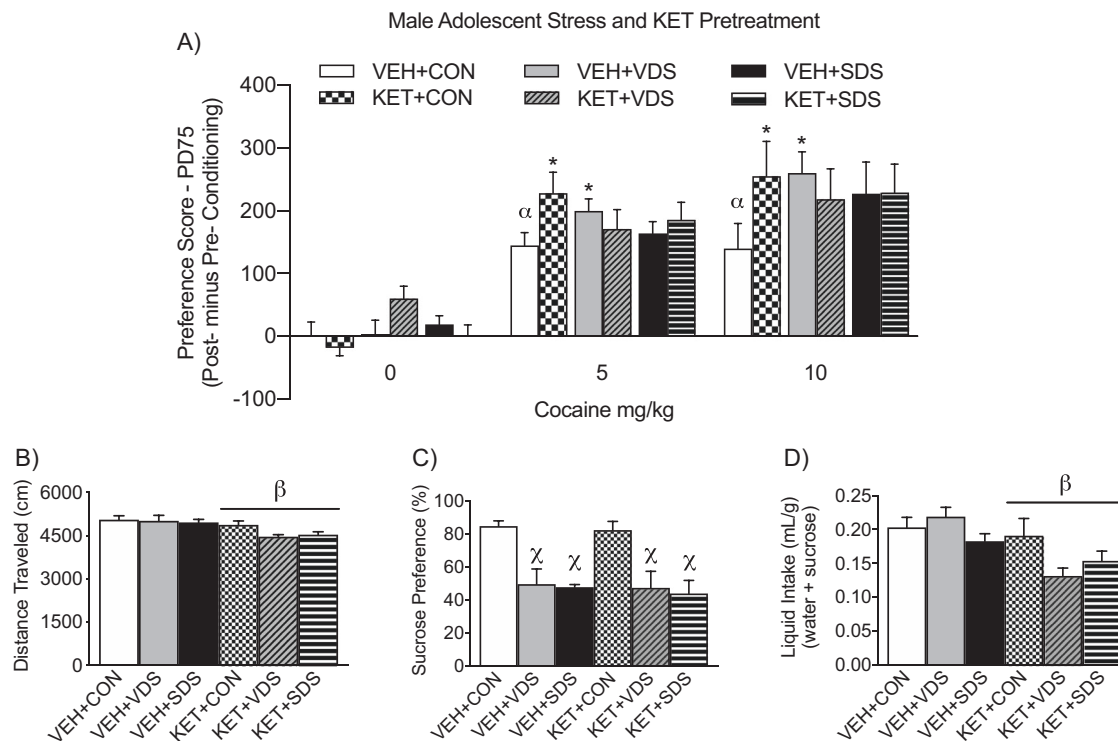 Male Adolescent Stress and KET Pretreatment
A)
VEH+CON VEH+VDS VEH+SDS
KET+CON KET+VDS KET+SDS
Preference Score - PD75
(Post- minus Pre- Conditioning)
400
300
200
100
0
-100
α * * α * *
0 5 10
Cocaine mg/kg
B)
Distance Traveled (cm)
6000
4500
3000
1500
0
β
VEH+CON
VEH+VDS
VEH+SDS
KET+CON
KET+VDS
KET+SDS
C)
Sucrose Preference (%)
100
80
60
40
20
0
χ χ χ χ
VEH+CON
VEH+VDS
VEH+SDS
KET+CON
KET+VDS
KET+SDS
D)
Liquid Intake (mL/g)
(water + sucrose)
0.25
0.20
0.15
0.10
0.05
0.00
β
VEH+CON
VEH+VDS
VEH+SDS
KET+CON
KET+VDS
KET+SDS